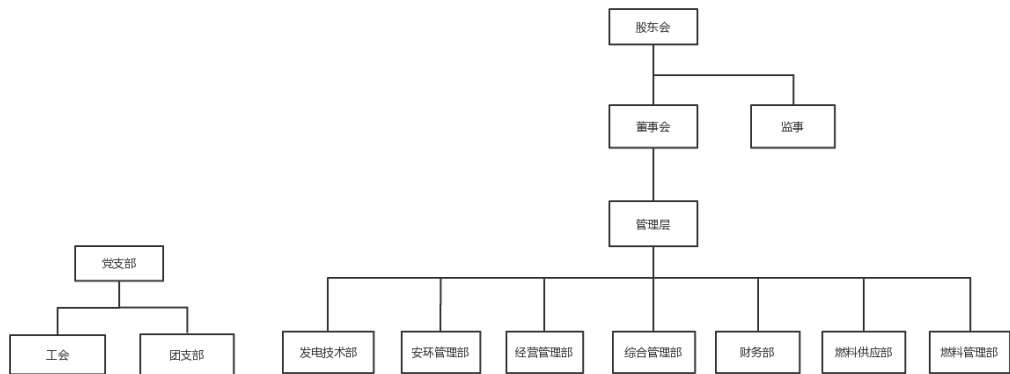 股东会
董事会
监事
管理层
党支部
工会
团支部
发电技术部
安环管理部
经营管理部
综合管理部
财务部
燃料供应部
燃料管理部